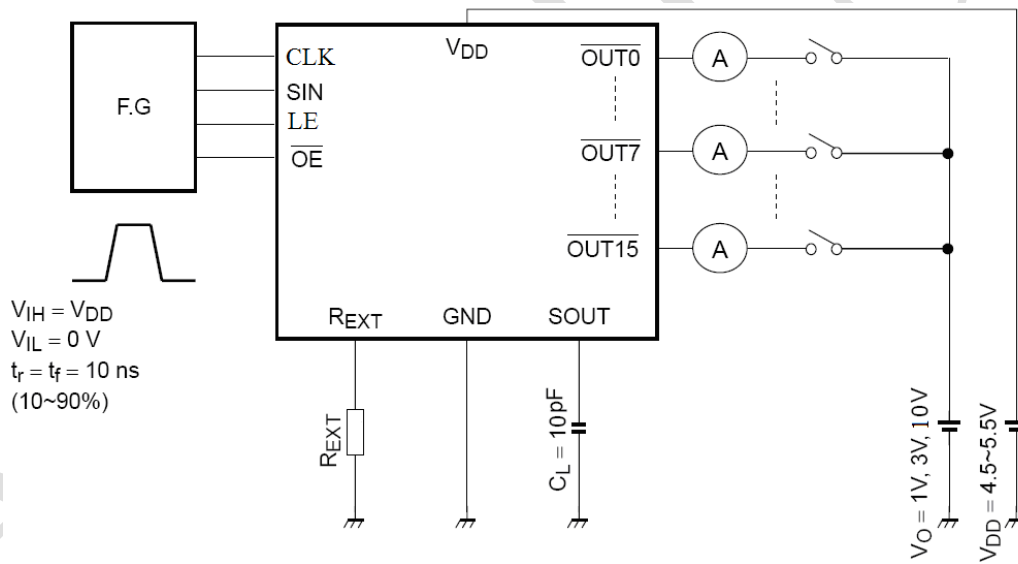 F.G
CLK
SIN
LE
OE
VDD
OUT0
OUT7
OUT15
A
A
A
REXT
GND
SOUT
VIH = VDD
VIL = 0 V
tr = tf = 10 ns
(10~90%)
REXT
CL = 10pF
VO = 1V, 3V, 10V
VDD = 4.5~5.5V